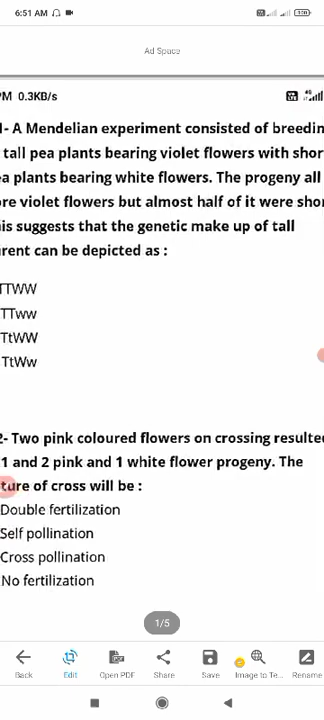 6:51 AM
100
Ad Space
PM 0.3KB/s
1- A Mendelian experiment consisted of breedin
tall pea plants bearing violet flowers with shor
ea plants bearing white flowers. The progeny all
ore violet flowers but almost half of it were shor
is suggests that the genetic make up of tall
rent can be depicted as :
TTWW
TTww
TtWW
TtWw
2- Two pink coloured flowers on crossing resulte
1 and 2 pink and 1 white flower progeny. The
ture of cross will be :
Double fertilization
Self pollination
Cross pollination
No fertilization
1/5
Back Edit Open PDF Share Save Image to Te... Rename